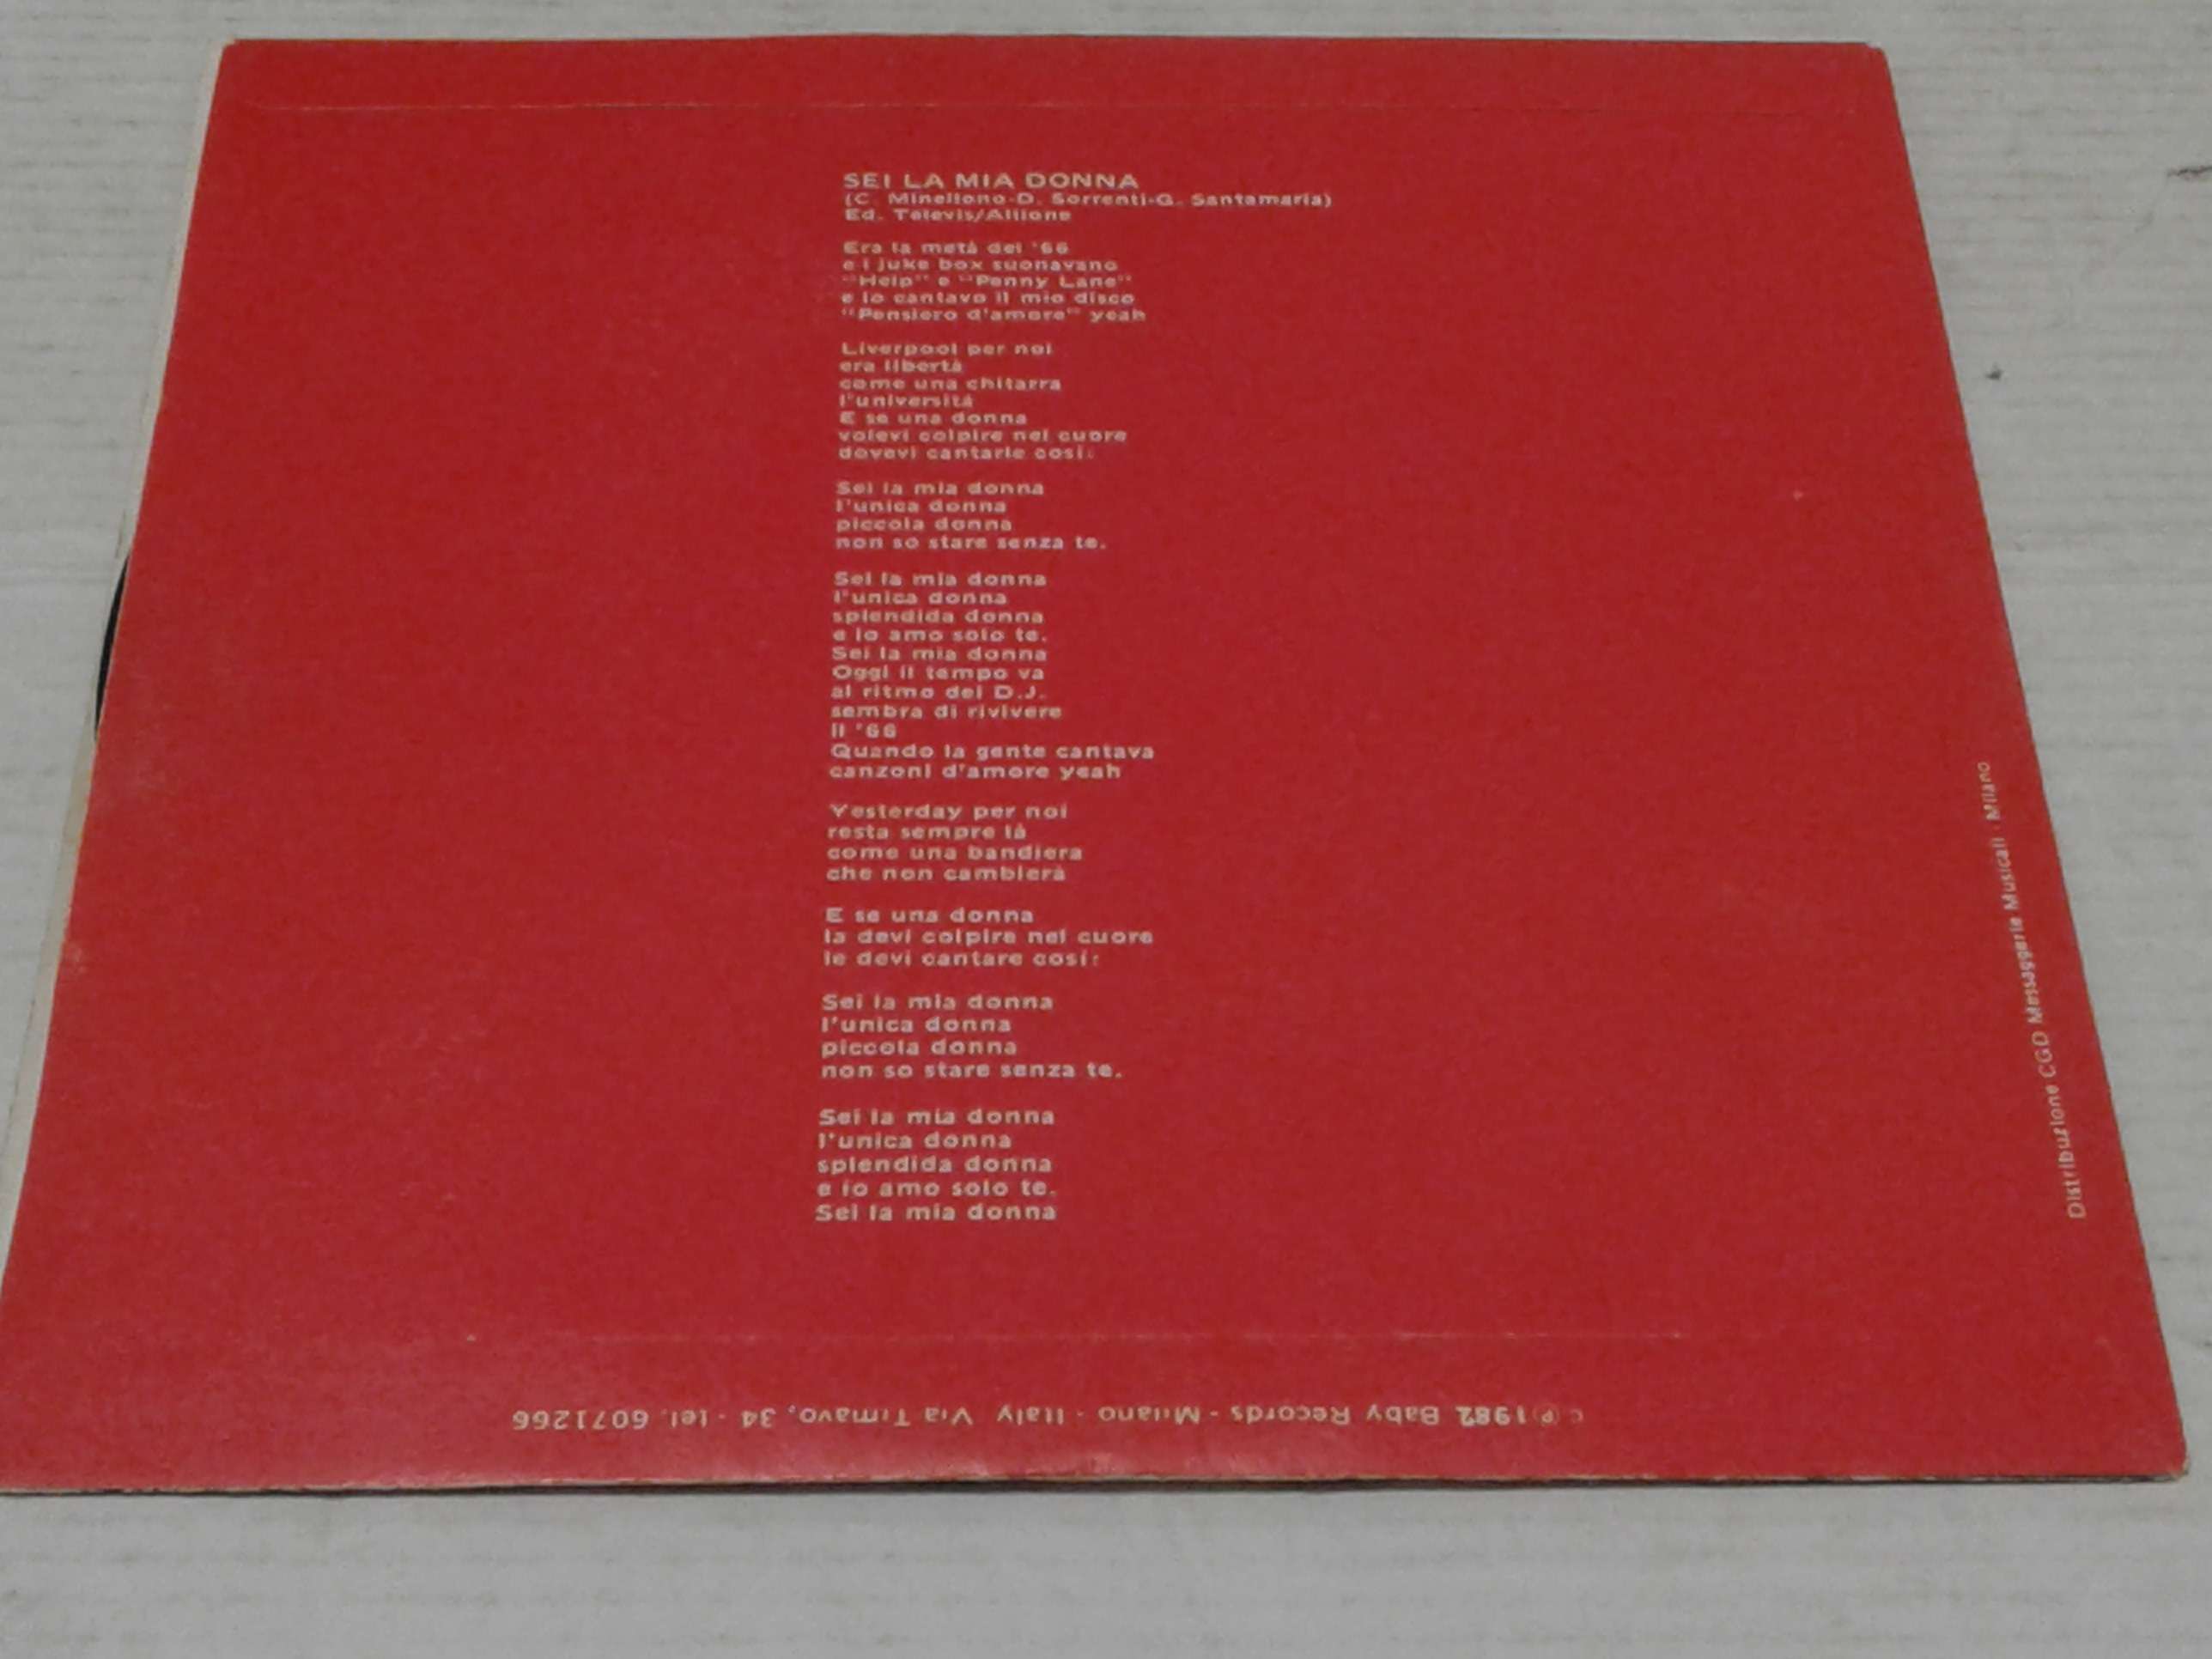 SEI LA MIA DONNA
(C. Minellono-D. Sorrenti-G. Santamaria)
Ed. Televis/Allione
Era la metà del '66
e i juke box suonavano
"Help" e "Penny Lane"
e io cantavo il mio disco
"Pensiero d'amore" yeah
Liverpool per noi
era libertà
come una chitarra
l'università
E se una donna
volevi colpire nel cuore
dovevi cantarle così:
Sei la mia donna
l'unica donna
piccola donna
non so stare senza te.
Sei la mia donna
l'unica donna
splendida donna
e io amo solo te.
Sei la mia donna
Oggi il tempo va
al ritmo dei D.J.
sembra di rivivere
il '66
Quando la gente cantava
canzoni d'amore yeah
Yesterday per noi
resta sempre là
come una bandiera
che non cambierà
E se una donna
la devi colpire nel cuore
le devi cantare così:
Sei la mia donna
l'unica donna
piccola donna
non so stare senza te.
Sei la mia donna
l'unica donna
splendida donna
e io amo solo te.
Sei la mia donna
Distribuzione CGD Messaggerie Musicali - Milano
© ℗ 1982 Baby Records - Milano - Italy Via Timavo, 34 - tel. 6071266